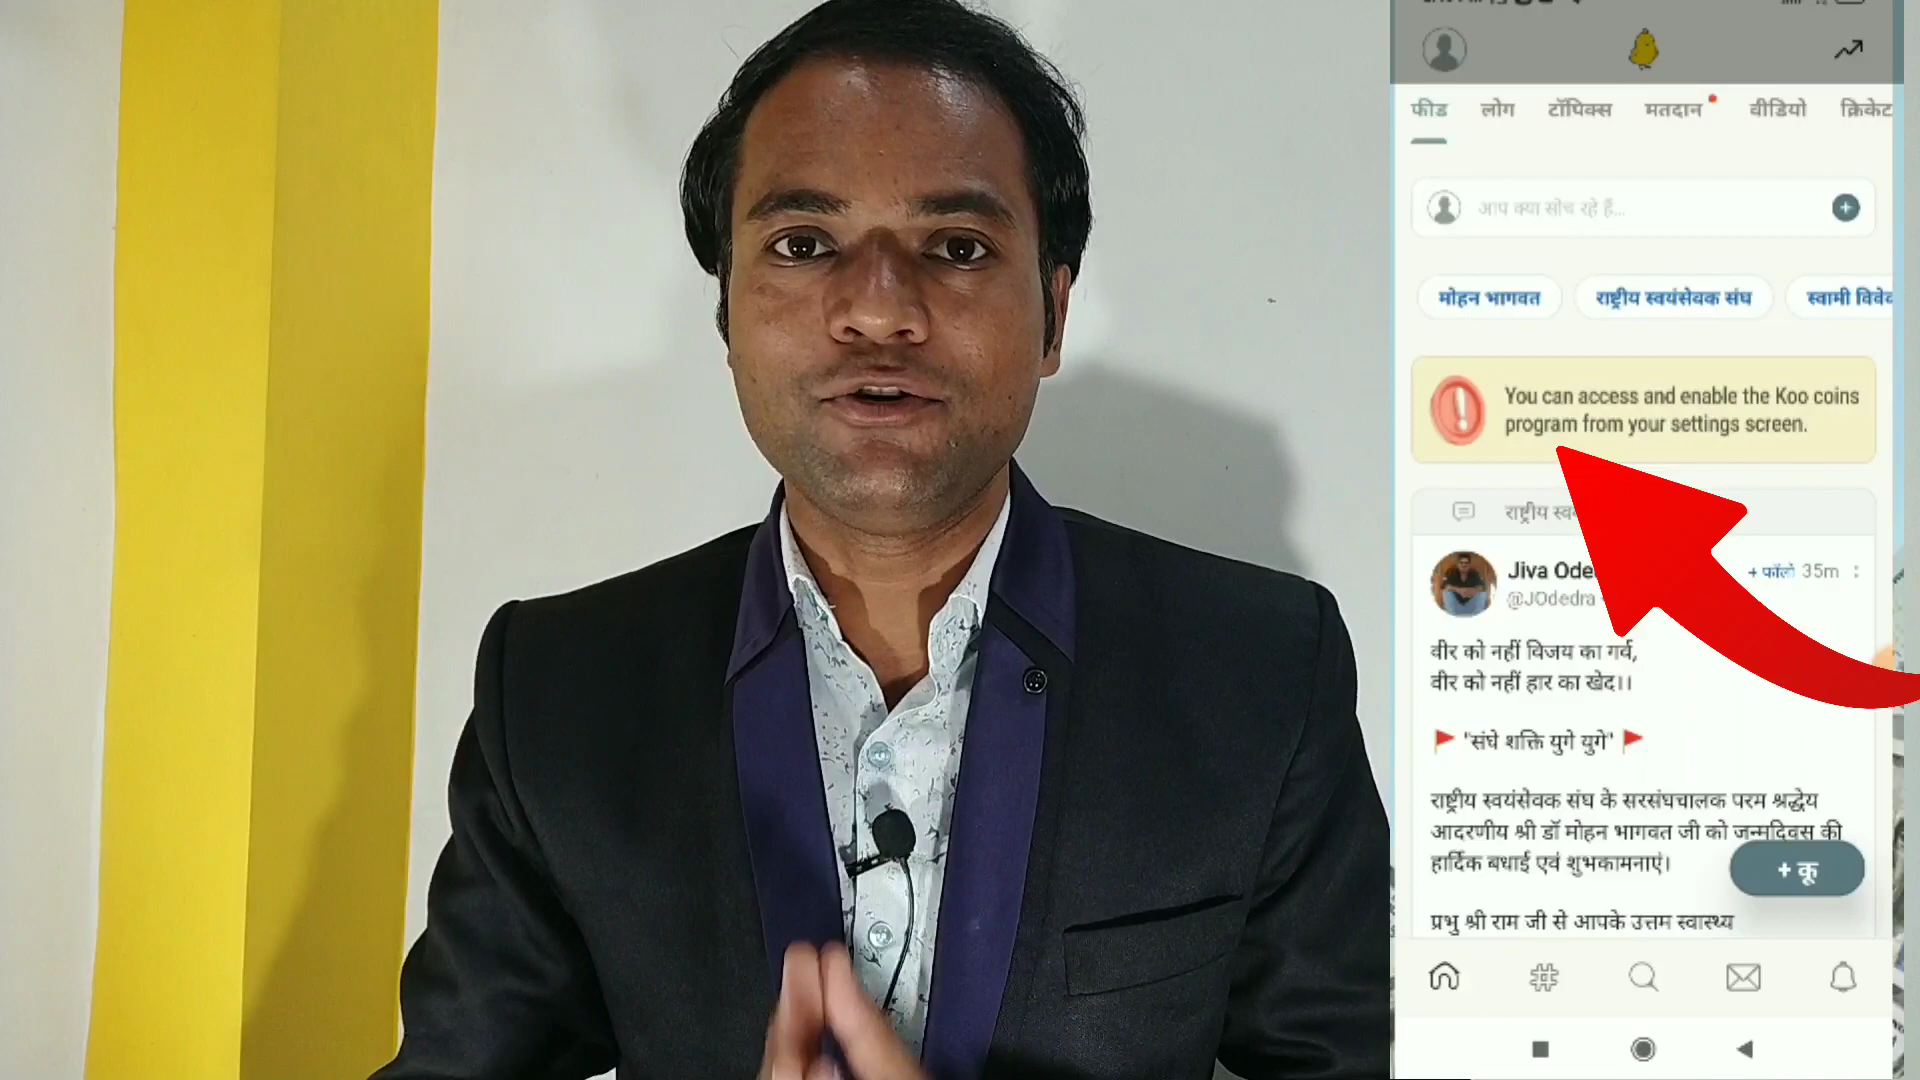 फीड लोग टॉपिक्स मतदान वीडियो क्रिकेट
आप क्या सोच रहे हैं...
मोहन भागवत राष्ट्रीय स्वयंसेवक संघ स्वामी
You can access and enable the Koo coins
program from your settings screen.
राष्ट्रीय
Jiva + फॉलो 35m
@JOdedra
वीर को नहीं विजय का गर्व,
वीर को नहीं हार का खेद।।
"संघे शक्ति युगे युगे"
राष्ट्रीय स्वयंसेवक संघ के सरसंघचालक परम श्रद्धेय
आदरणीय श्री डॉ मोहन भागवत जी को जन्मदिवस की
हार्दिक बधाई एवं शुभकामनाएं।
+ कू
प्रभु श्री राम जी से आपके उत्तम स्वास्थ्य